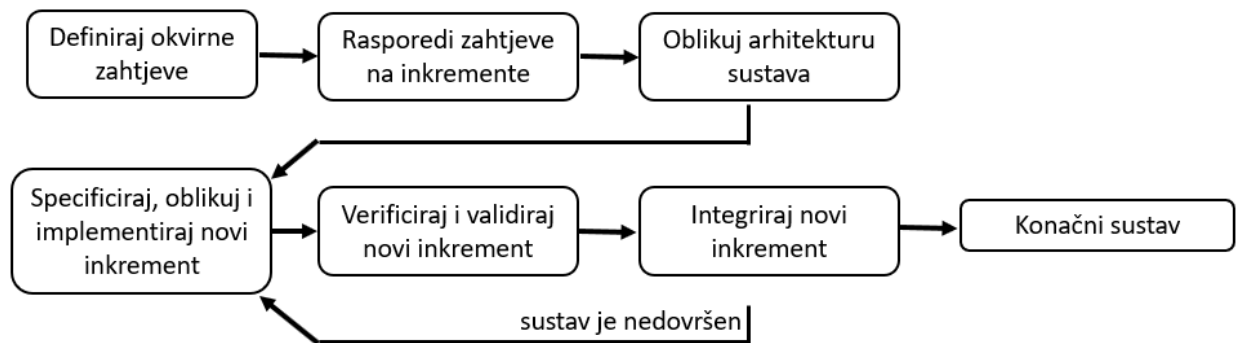 Definiraj okvirne
zahtjeve
Rasporedi zahtjeve
na inkremente
Oblikuj arhitekturu
sustava
Specificiraj, oblikuj i
implementiraj novi
inkrement
Verificiraj i validiraj
novi inkrement
Integriraj novi
inkrement
Konačni sustav
sustav je nedovršen